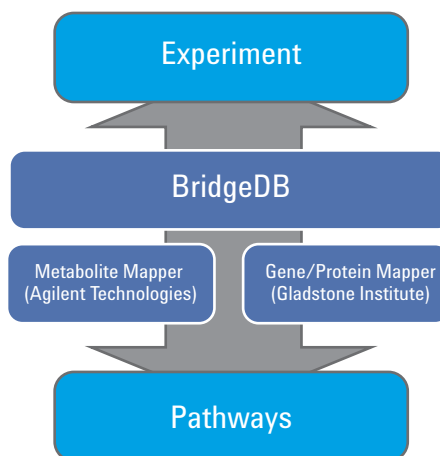 Experiment
BridgeDB
Metabolite Mapper
(Agilent Technologies)
Gene/Protein Mapper
(Gladstone Institute)
Pathways